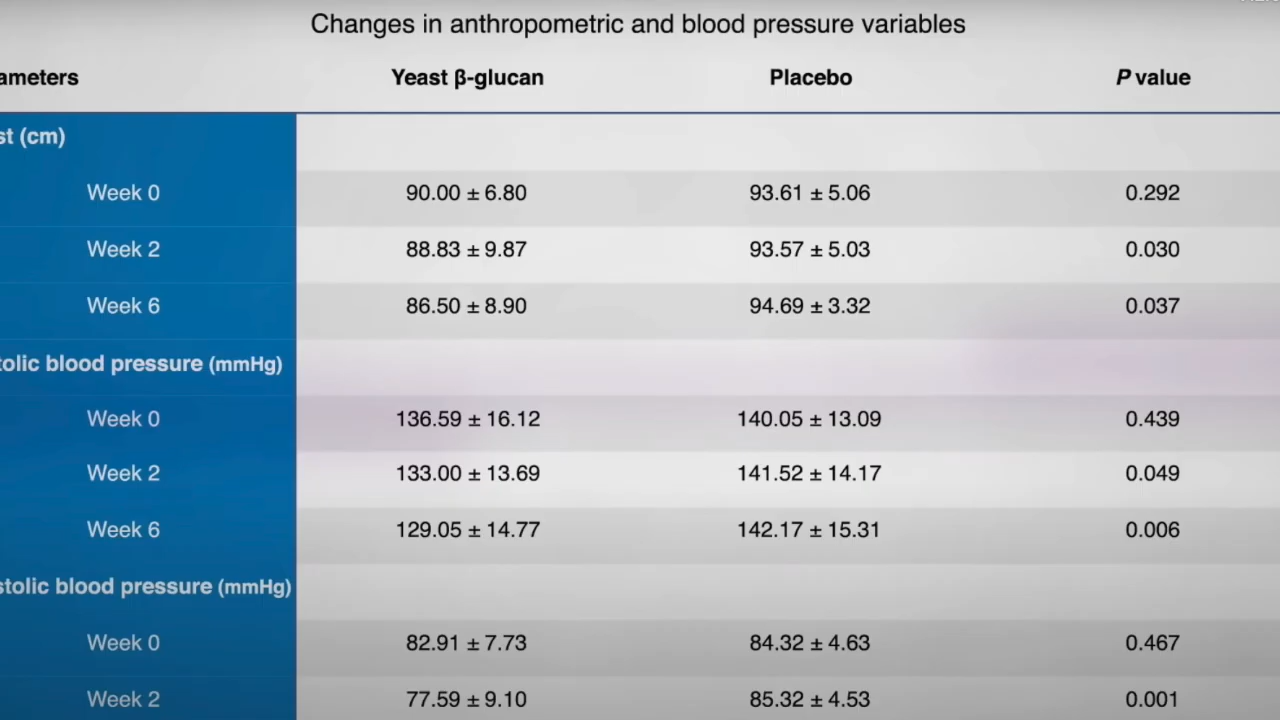 Changes in anthropometric and blood pressure variables
ameters Yeast β-glucan Placebo P value
st (cm)
Week 0 90.00 ± 6.80 93.61 ± 5.06 0.292
Week 2 88.83 ± 9.87 93.57 ± 5.03 0.030
Week 6 86.50 ± 8.90 94.69 ± 3.32 0.037
tolic blood pressure (mmHg)
Week 0 136.59 ± 16.12 140.05 ± 13.09 0.439
Week 2 133.00 ± 13.69 141.52 ± 14.17 0.049
Week 6 129.05 ± 14.77 142.17 ± 15.31 0.006
stolic blood pressure (mmHg)
Week 0 82.91 ± 7.73 84.32 ± 4.63 0.467
Week 2 77.59 ± 9.10 85.32 ± 4.53 0.001